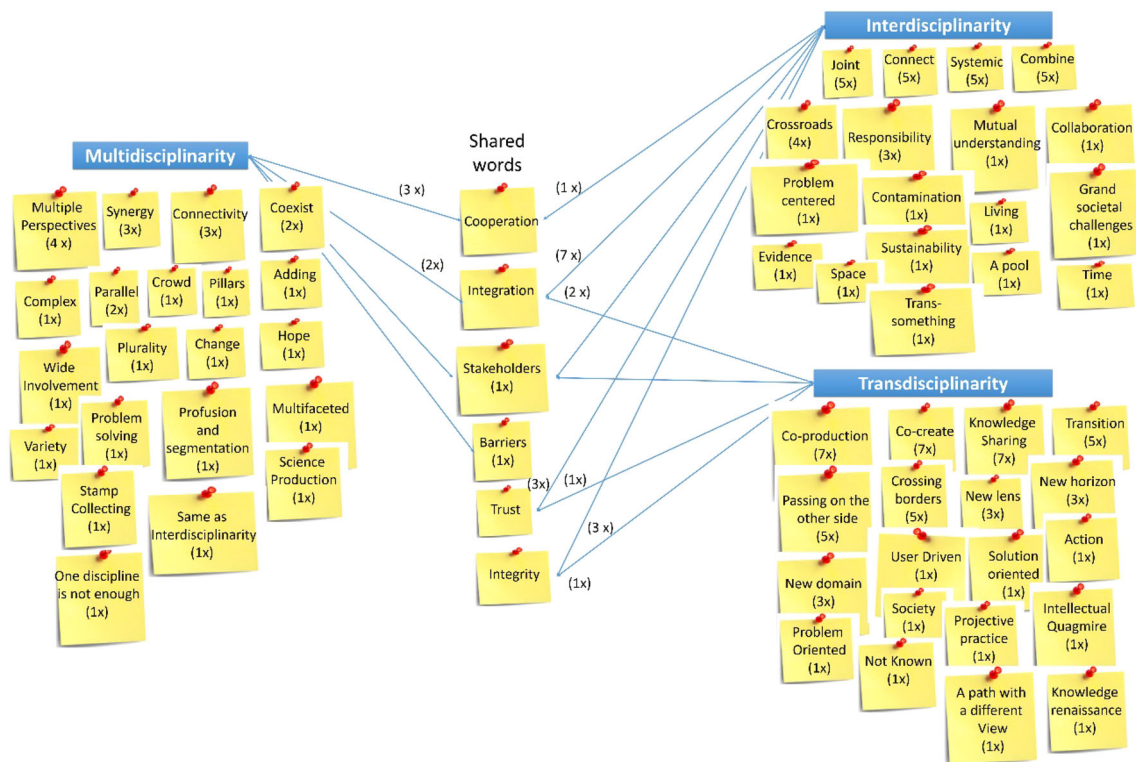 Multidisciplinarity
Multiple
Perspectives
(4 x)
Synergy
(3x)
Connectivity
(3x)
Coexist
(2x)
Complex
(1x)
Parallel
(2x)
Crowd
(1x)
Pillars
(1x)
Adding
(1x)
Plurality
(1x)
Change
(1x)
Hope
(1x)
Wide
Involvement
(1x)
Variety
(1x)
Problem
solving
(1x)
Profusion
and
segmentation
(1x)
Multifaceted
(1x)
Science
Production
(1x)
Stamp
Collecting
(1x)
Same as
Interdisciplinarity
(1x)
One discipline
is not enough
(1x)
Shared
words
(3 x)
(1 x)
Cooperation
(2x)
(7 x)
Integration
(2 x)
Stakeholders
(1x)
Barriers
(1x)
Trust
(3x)
(1x)
Integrity
(3 x)
(1x)
Interdisciplinarity
Joint
(5x)
Connect
(5x)
Systemic
(5x)
Combine
(5x)
Crossroads
(4x)
Responsibility
(3x)
Mutual
understanding
(1x)
Collaboration
(1x)
Problem
centered
(1x)
Contamination
(1x)
Living
(1x)
Grand
societal
challenges
(1x)
Evidence
(1x)
Space
(1x)
Sustainability
(1x)
A pool
(1x)
Time
(1x)
Trans-
something
(1x)
Transdisciplinarity
Co-production
(7x)
Co-create
(7x)
Knowledge
Sharing
(7x)
Transition
(5x)
Passing on the
other side
(5x)
Crossing
borders
(5x)
New lens
(3x)
New horizon
(3x)
New domain
(3x)
User Driven
(1x)
Solution
oriented
(1x)
Action
(1x)
Problem
Oriented
(1x)
Society
(1x)
Projective
practice
(1x)
Intellectual
Quagmire
(1x)
Not Known
(1x)
A path with
a different
View
(1x)
Knowledge
renaissance
(1x)